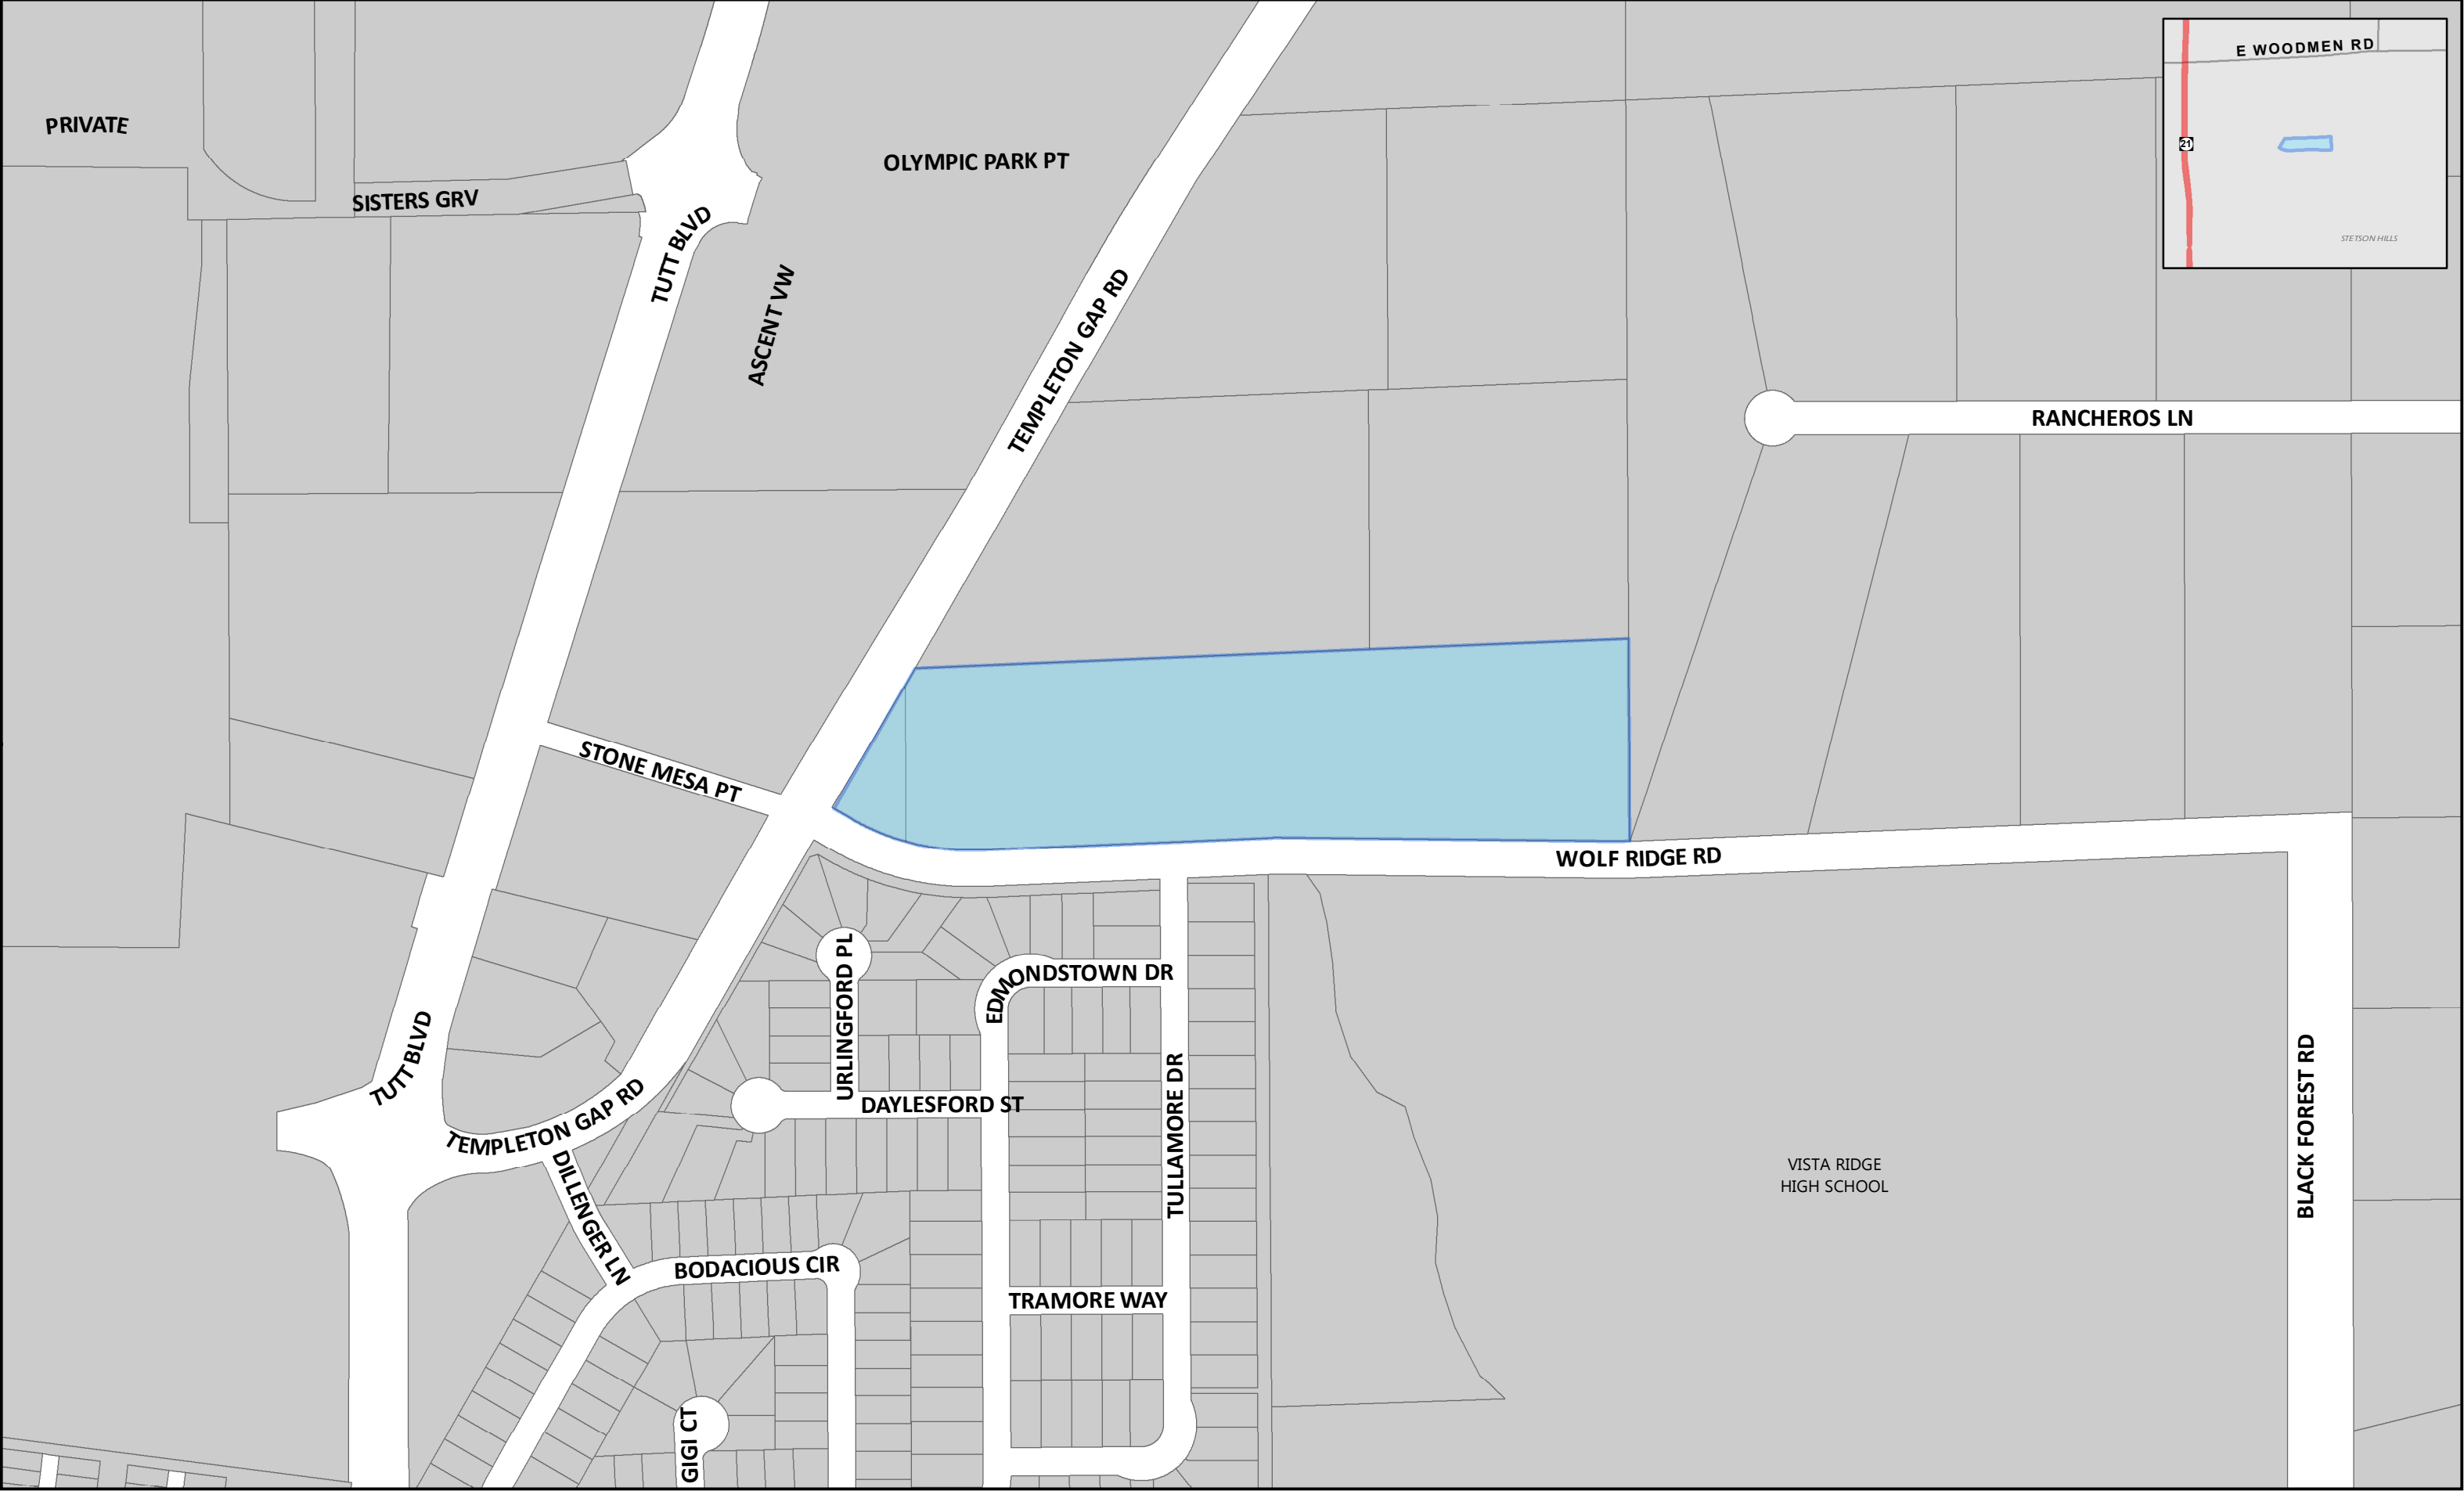 E WOODMEN RD
PRIVATE
21
OLYMPIC PARK PT
SISTERS GRV
TUTT BLVD
STETSON HILLS
ASCENT VW
TEMPLETON GAP RD
RANCHEROS LN
STONE MESA PT
WOLF RIDGE RD
URLINGFORD PL
EDMONDSTOWN DR
TUTT BLVD
TEMPLETON GAP RD
DAYLESFORD ST
TULLAMORE DR
BLACK FOREST RD
VISTA RIDGE
HIGH SCHOOL
DILLENGER LN
BODACIOUS CIR
TRAMORE WAY
GIGI CT